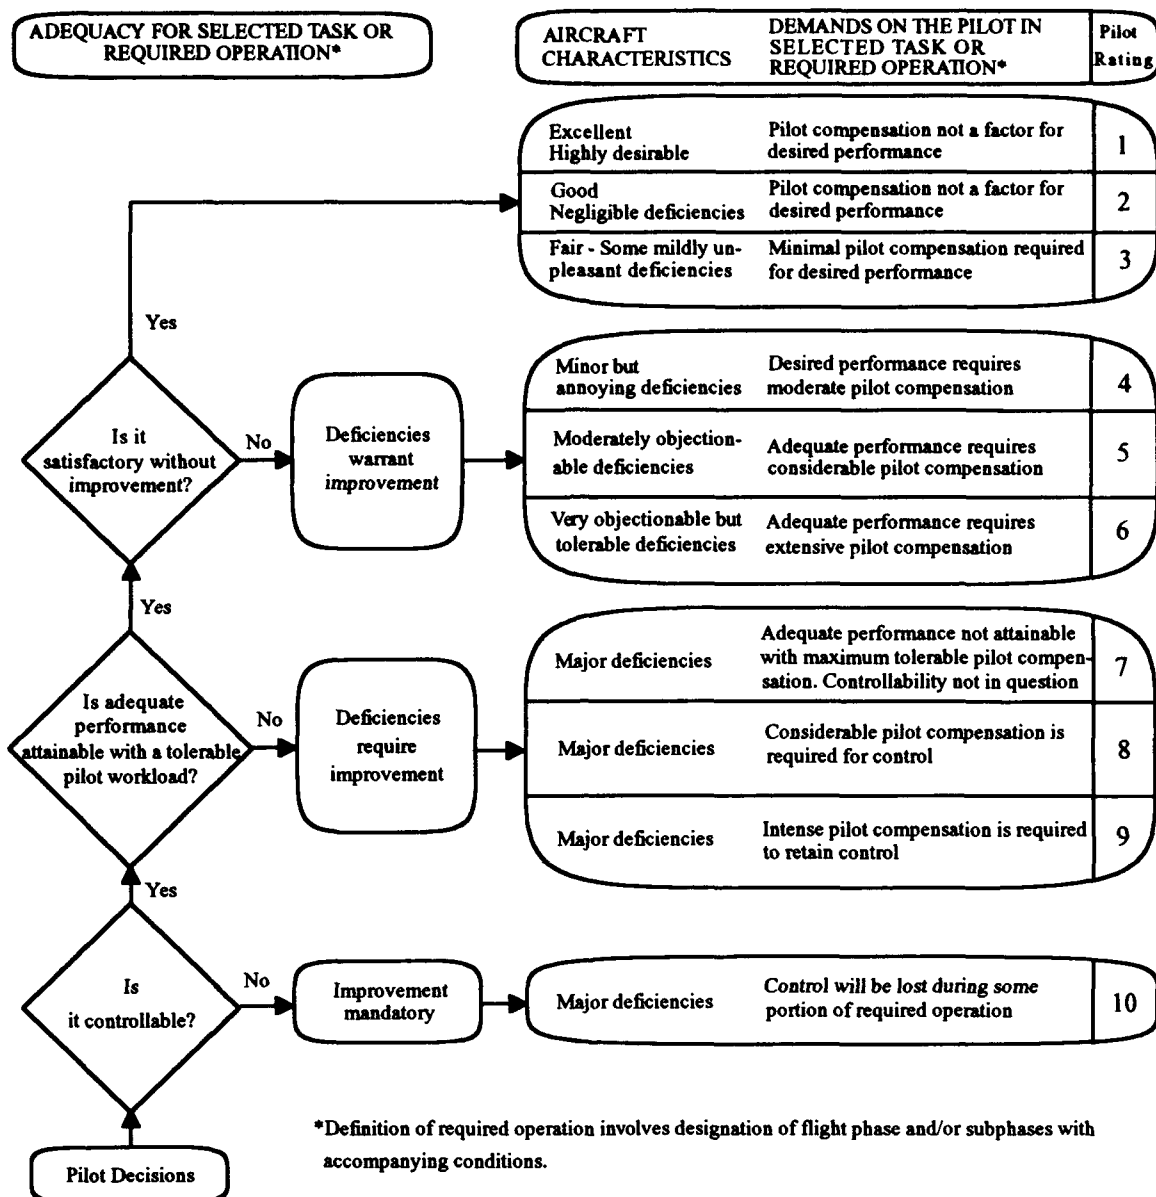 ADEQUACY FOR SELECTED TASK OR
REQUIRED OPERATION*
AIRCRAFT
CHARACTERISTICS
DEMANDS ON THE PILOT IN
SELECTED TASK OR
REQUIRED OPERATION*
Pilot
Rating
Excellent
Highly desirable
Pilot compensation not a factor for
desired performance
1
Good
Negligible deficiencies
Pilot compensation not a factor for
desired performance
2
Fair - Some mildly un-
pleasant deficiencies
Minimal pilot compensation required
for desired performance
3
Yes
Is it
satisfactory without
improvement?
No
Deficiencies
warrant
improvement
Minor but
annoying deficiencies
Desired performance requires
moderate pilot compensation
4
Moderately objection-
able deficiencies
Adequate performance requires
considerable pilot compensation
5
Very objectionable but
tolerable deficiencies
Adequate performance requires
extensive pilot compensation
6
Yes
Is adequate
performance
attainable with a tolerable
pilot workload?
No
Deficiencies
require
improvement
Major deficiencies
Adequate performance not attainable
with maximum tolerable pilot compen-
sation. Controllability not in question
7
Major deficiencies
Considerable pilot compensation is
required for control
8
Major deficiencies
Intense pilot compensation is required
to retain control
9
Yes
Is
it controllable?
No
Improvement
mandatory
Major deficiencies
Control will be lost during some
portion of required operation
10
Pilot Decisions
*Definition of required operation involves designation of flight phase and/or subphases with
accompanying conditions.